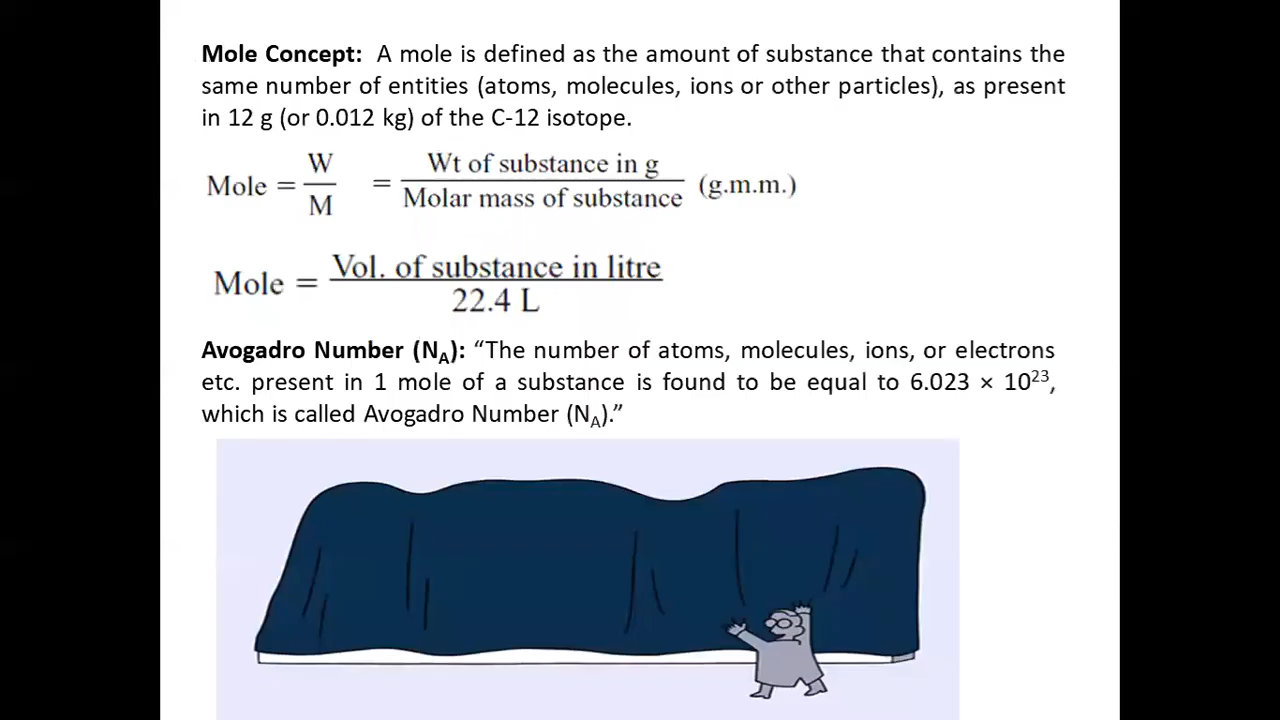 Mole Concept: A mole is defined as the amount of substance that contains the
same number of entities (atoms, molecules, ions or other particles), as present
in 12 g (or 0.012 kg) of the C-12 isotope.
Mole = W/M = Wt of substance in g/Molar mass of substance (g.m.m.)
Mole = Vol. of substance in litre/22.4 L
Avogadro Number (N_A): “The number of atoms, molecules, ions, or electrons
etc. present in 1 mole of a substance is found to be equal to 6.023 × 10²³,
which is called Avogadro Number (N_A).”